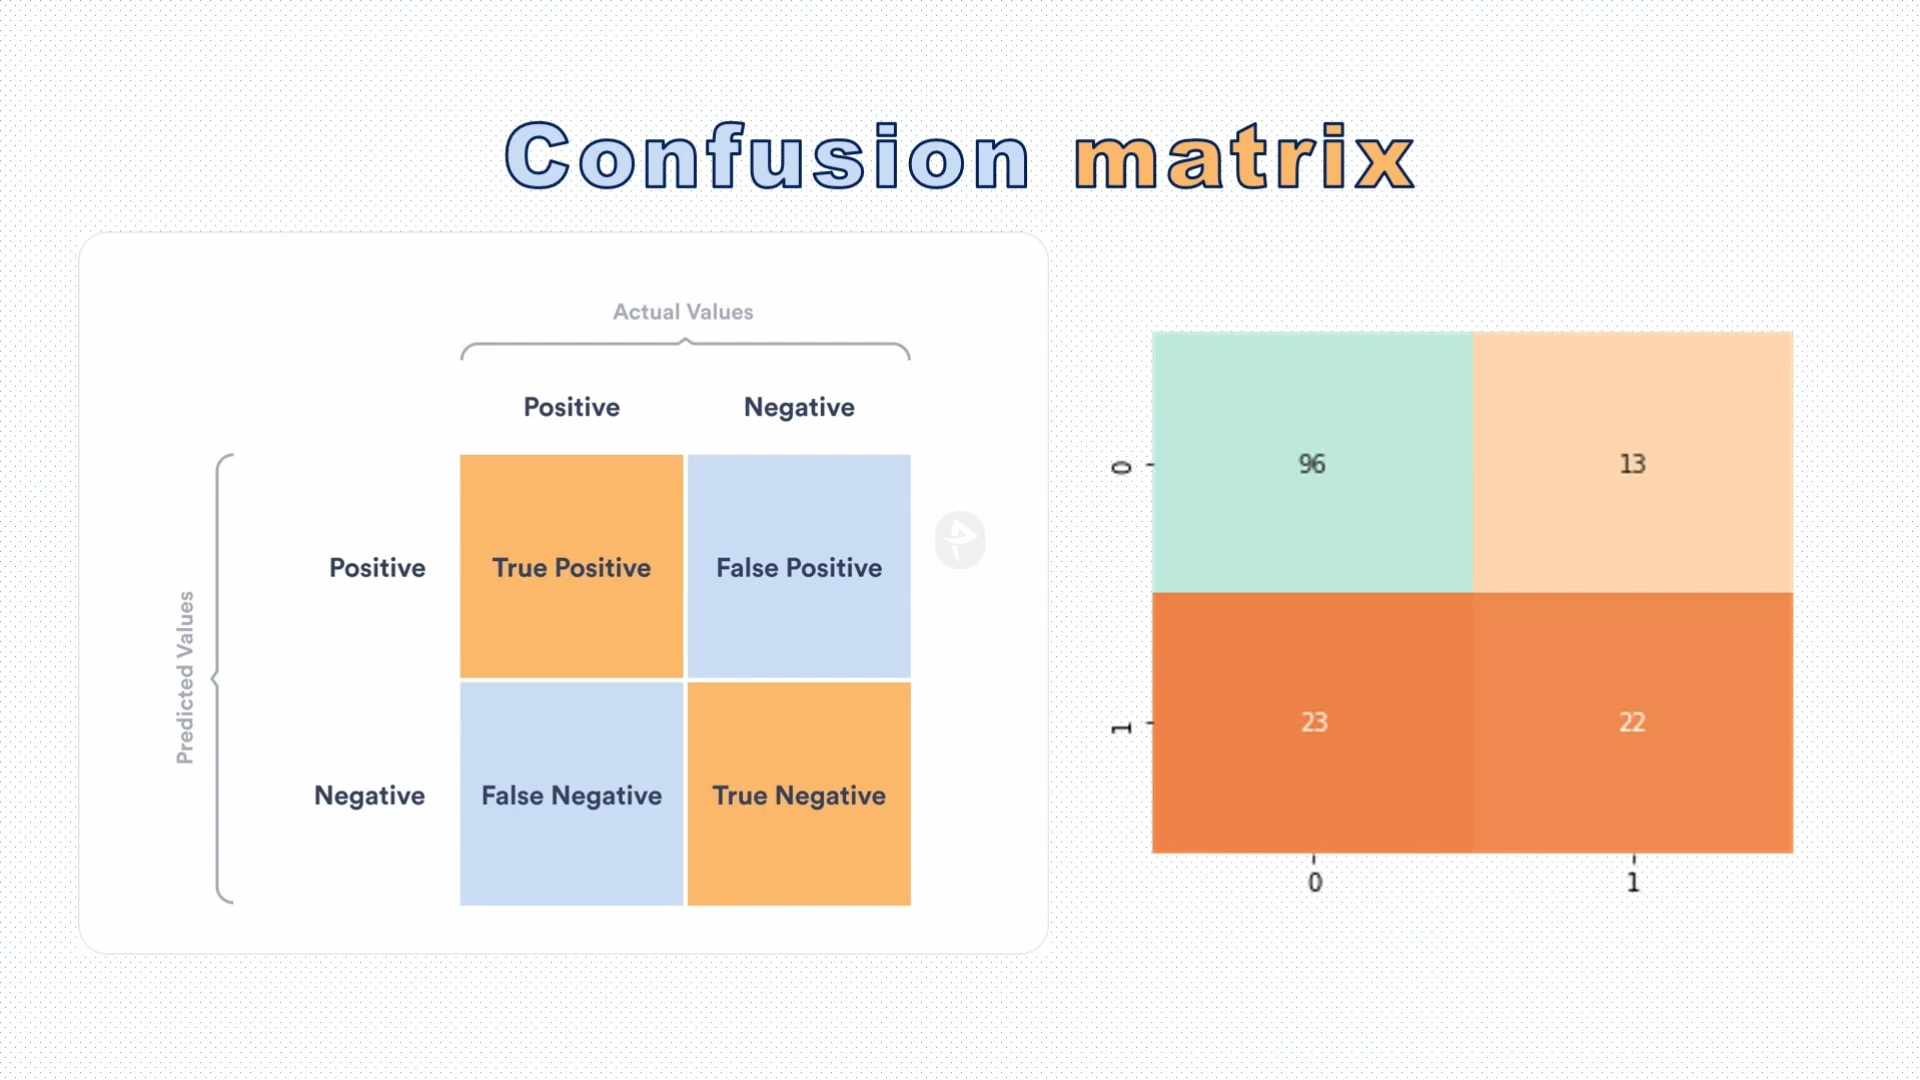 Confusion matrix
Actual Values
Positive Negative
Predicted Values
Positive True Positive False Positive
Negative False Negative True Negative
0 96 13
1 23 22
0 1